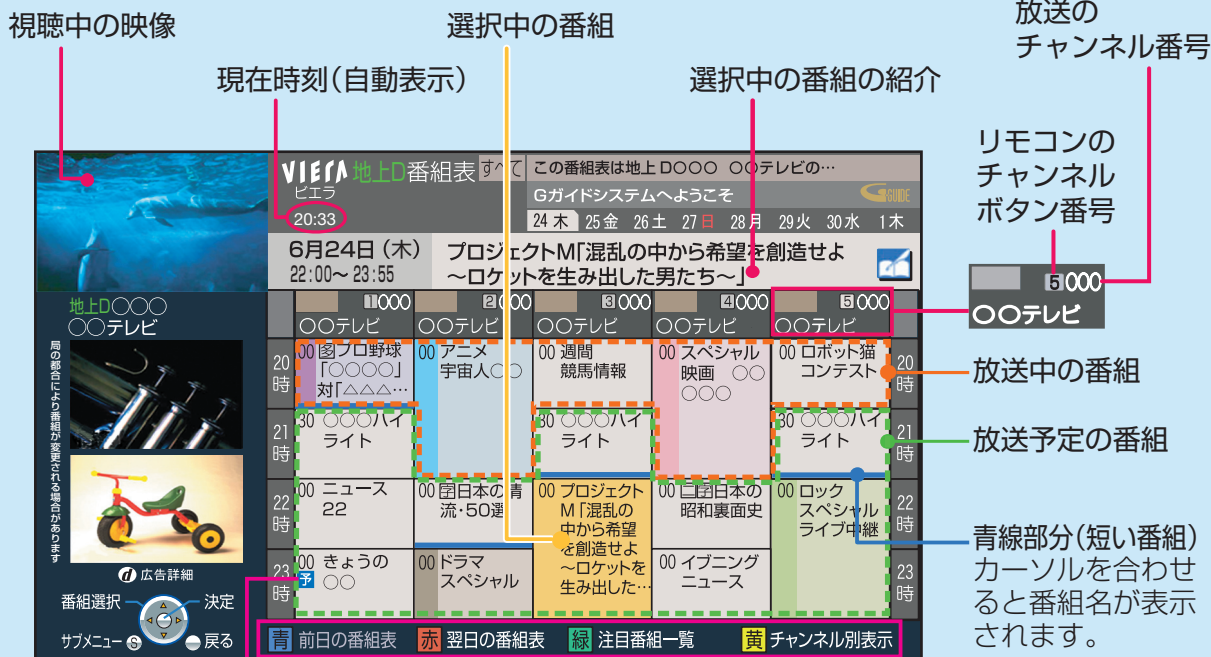 視聴中の映像
選択中の番組
放送の
チャンネル番号
現在時刻(自動表示)
選択中の番組の紹介
リモコンの
チャンネル
ボタン番号
VIERA 地上D番組表 すべて
ビエラ
20:33
この番組表は地上D○○○ ○○テレビの…
Gガイドシステムへようこそ
G-GUIDE
24木 25金 26土 27日 28月 29火 30水 1木
6月24日(木)
22:00~23:55
プロジェクトM「混乱の中から希望を創造せよ
~ロケットを生み出した男たち~」
5 ○○○
○○テレビ
地上D○○○
○○テレビ
局の都合により番組が変更される場合があります
d 広告詳細
番組選択
決定
サブメニュー S
戻る
1 ○○○
○○テレビ
2 ○○○
○○テレビ
3 ○○○
○○テレビ
4 ○○○
○○テレビ
5 ○○○
○○テレビ
20時
00 図プロ野球
「○○○○」
対「△△△…
00 アニメ
宇宙人○○
00 週間
競馬情報
00 スペシャル
映画 ○○
○○○
00 ロボット猫
コンテスト
20時
21時
30 ○○○ハイ
ライト
30 ○○○ハイ
ライト
30 ○○○ハイ
ライト
21時
22時
00 ニュース
22
00 字日本の清
流・50選
00 プロジェクト
M「混乱の
中から希望
を創造せよ
~ロケットを
生み出した…
00 二字日本の
昭和裏面史
00 ロック
スペシャル
ライブ中継
22時
23時
00 きょうの
予 ○○
00 ドラマ
スペシャル
00 イブニング
ニュース
23時
青 前日の番組表 赤 翌日の番組表 緑 注目番組一覧 黄 チャンネル別表示
放送中の番組
放送予定の番組
青線部分(短い番組)
カーソルを合わせ
ると番組名が表示
されます。